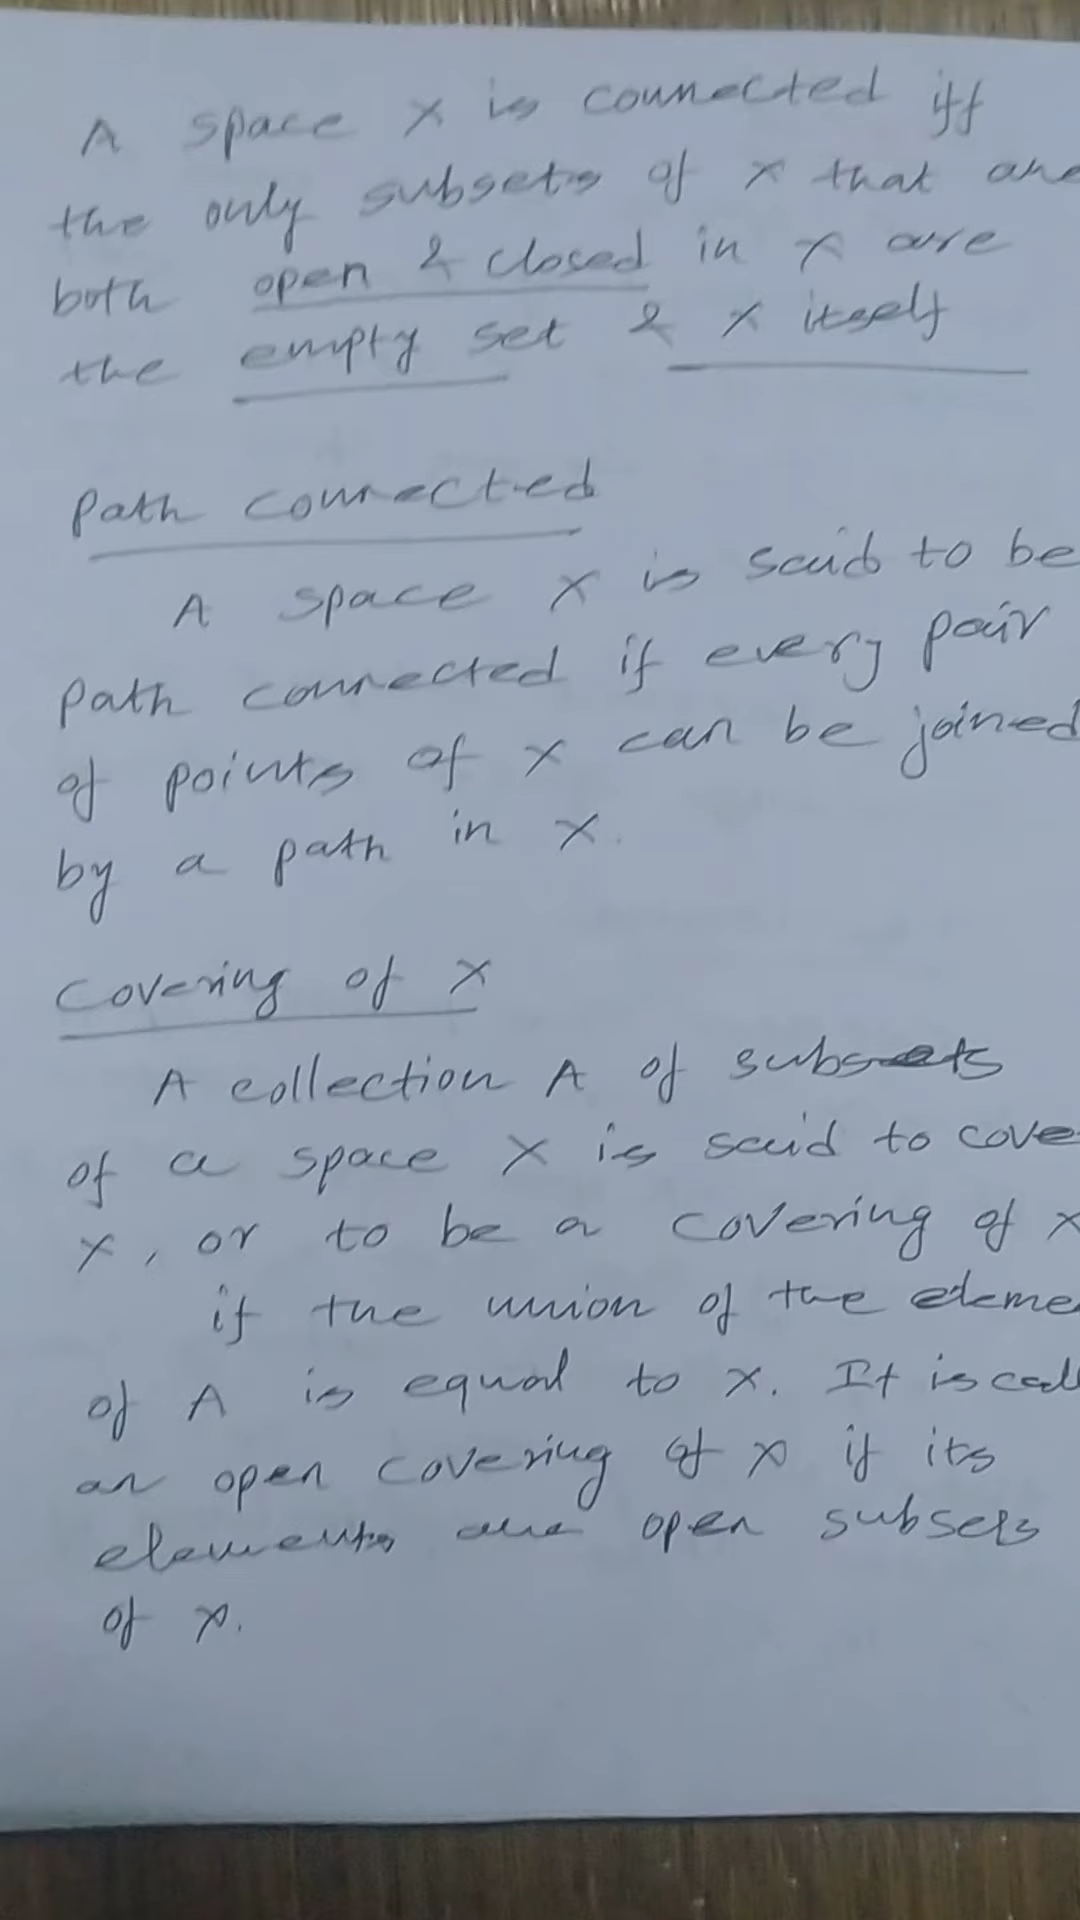 A space X is connected iff
the only subsets of X that are
both open & closed in X are
the empty set & X itself
Path connected
A space X is said to be
path connected if every pair
of points of X can be joined
by a path in X.
Covering of X
A collection A of subsets
of a space X is said to cove
X, or to be a covering of X
if the union of the eleme
of A is equal to X. It is call
an open covering of X if its
elements are open subsets
of X.